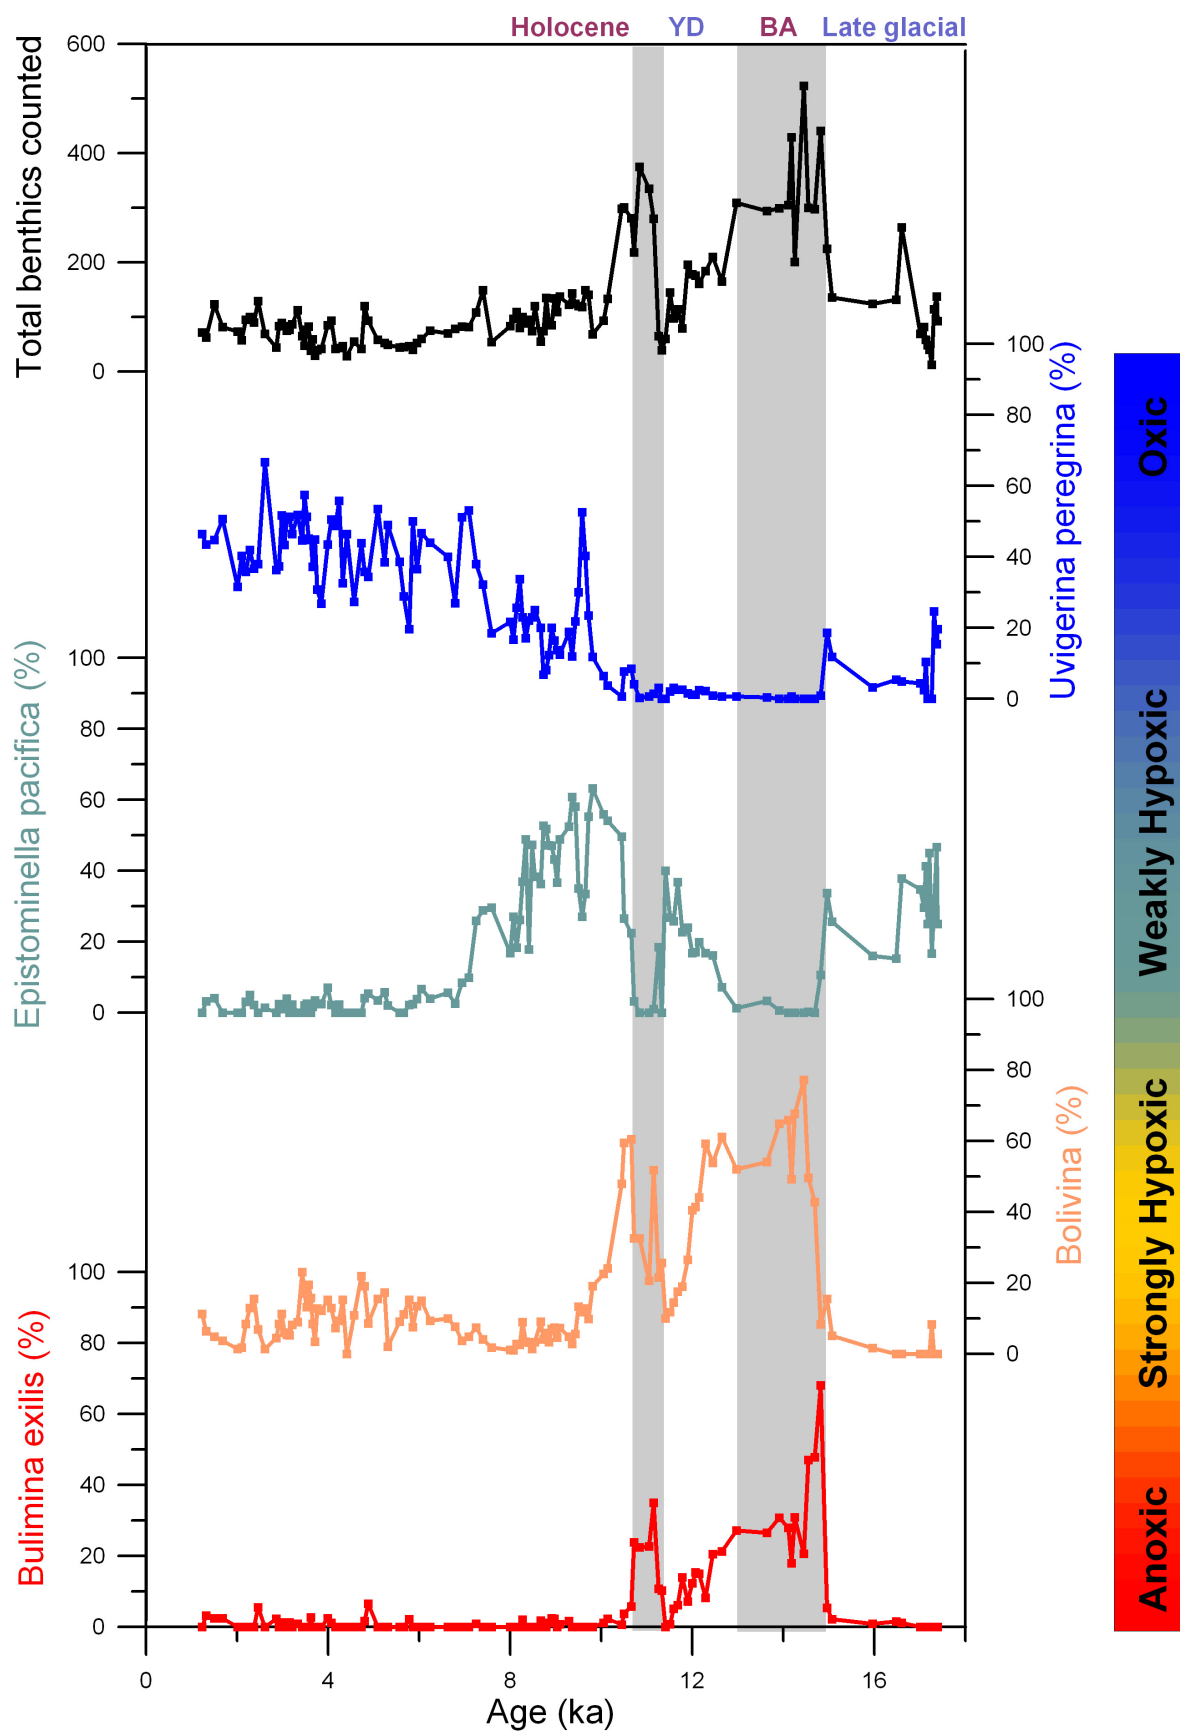 Holocene YD BA Late glacial
Total benthics counted
600
400
200
0
Uvigerina peregrina (%)
100
80
60
40
20
0
Epistominella pacifica (%)
100
80
60
40
20
0
Bolivina (%)
100
80
60
40
20
0
Bulimina exilis (%)
100
80
60
40
20
0
0 4 8 12 16
Age (ka)
Oxic
Weakly Hypoxic
Strongly Hypoxic
Anoxic